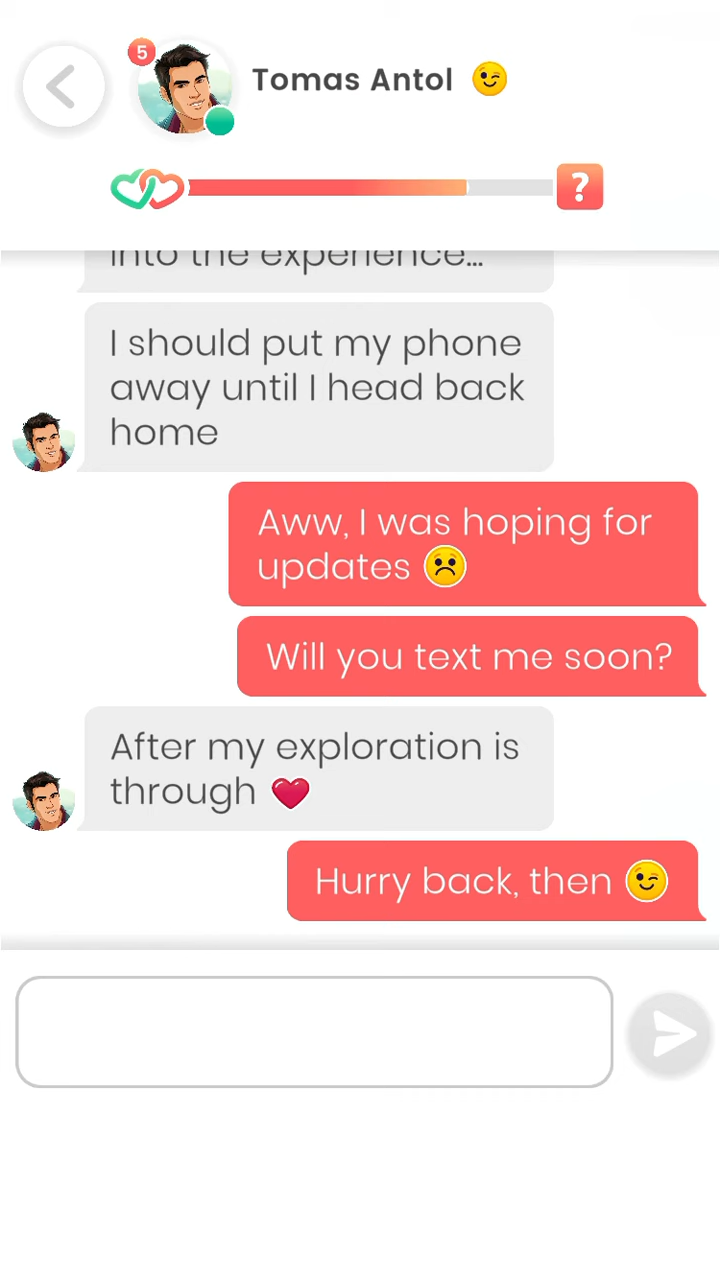 5
Tomas Antol 😉
?
into the experience...
I should put my phone
away until I head back
home
Aww, I was hoping for
updates ☹️
Will you text me soon?
After my exploration is
through ❤️
Hurry back, then 😉